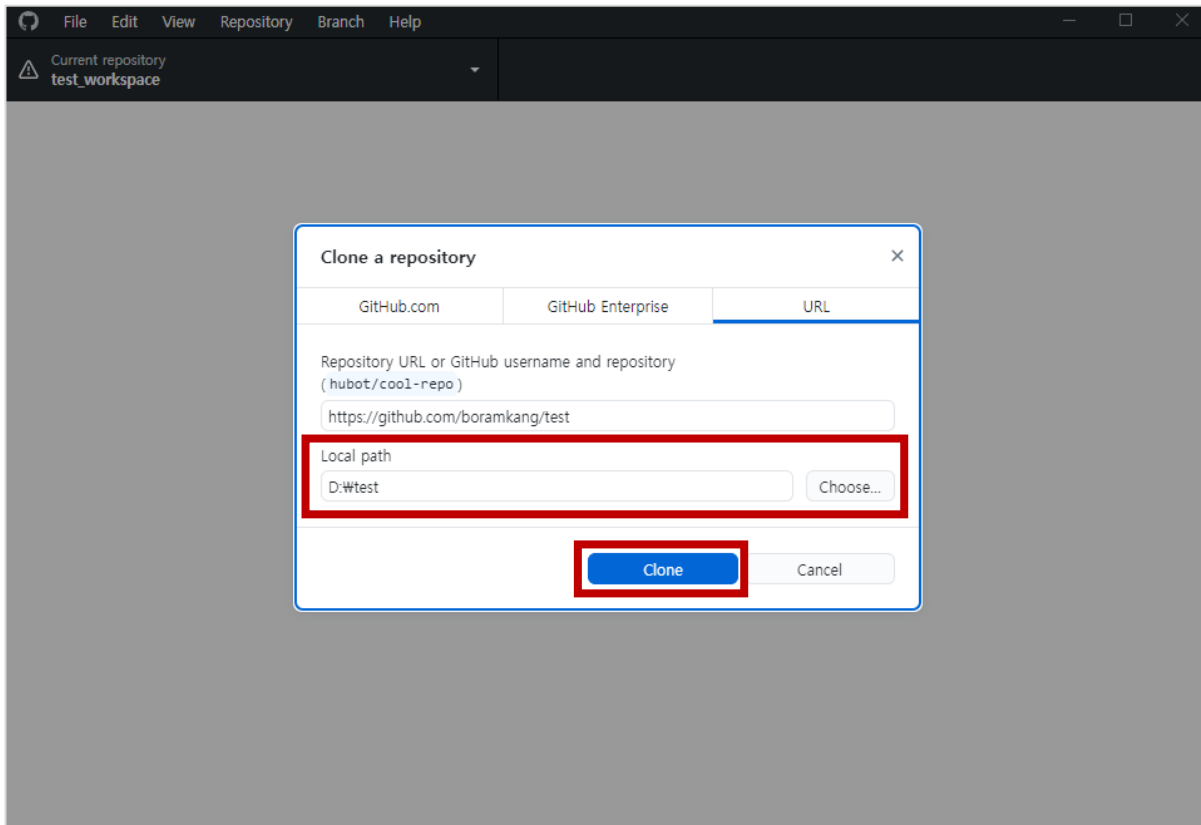 File Edit View Repository Branch Help
Current repository
test_workspace
Clone a repository
GitHub.com GitHub Enterprise URL
Repository URL or GitHub username and repository
(hubot/cool-repo)
https://github.com/boramkang/test
Local path
D:₩test Choose...
Clone Cancel